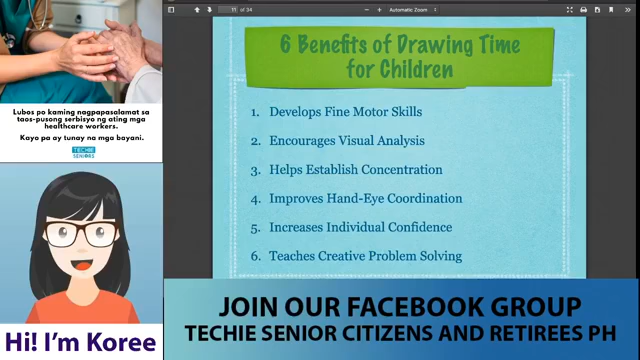 Lubos po kaming nagpapasalamat sa
taos-pusong serbisyo ng ating mga
healthcare workers.
Kayo pa ay tunay na mga bayani.
TECHIE
SENIORS
Hi! I'm Koree
11 of 34
Automatic Zoom
6 Benefits of Drawing Time
for Children
1. Develops Fine Motor Skills
2. Encourages Visual Analysis
3. Helps Establish Concentration
4. Improves Hand-Eye Coordination
5. Increases Individual Confidence
6. Teaches Creative Problem Solving
JOIN OUR FACEBOOK GROUP
TECHIE SENIOR CITIZENS AND RETIREES PH